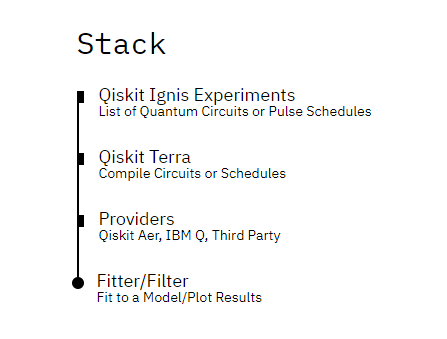 Stack
Qiskit Ignis Experiments
List of Quantum Circuits or Pulse Schedules
Qiskit Terra
Compile Circuits or Schedules
Providers
Qiskit Aer, IBM Q, Third Party
Fitter/Filter
Fit to a Model/Plot Results